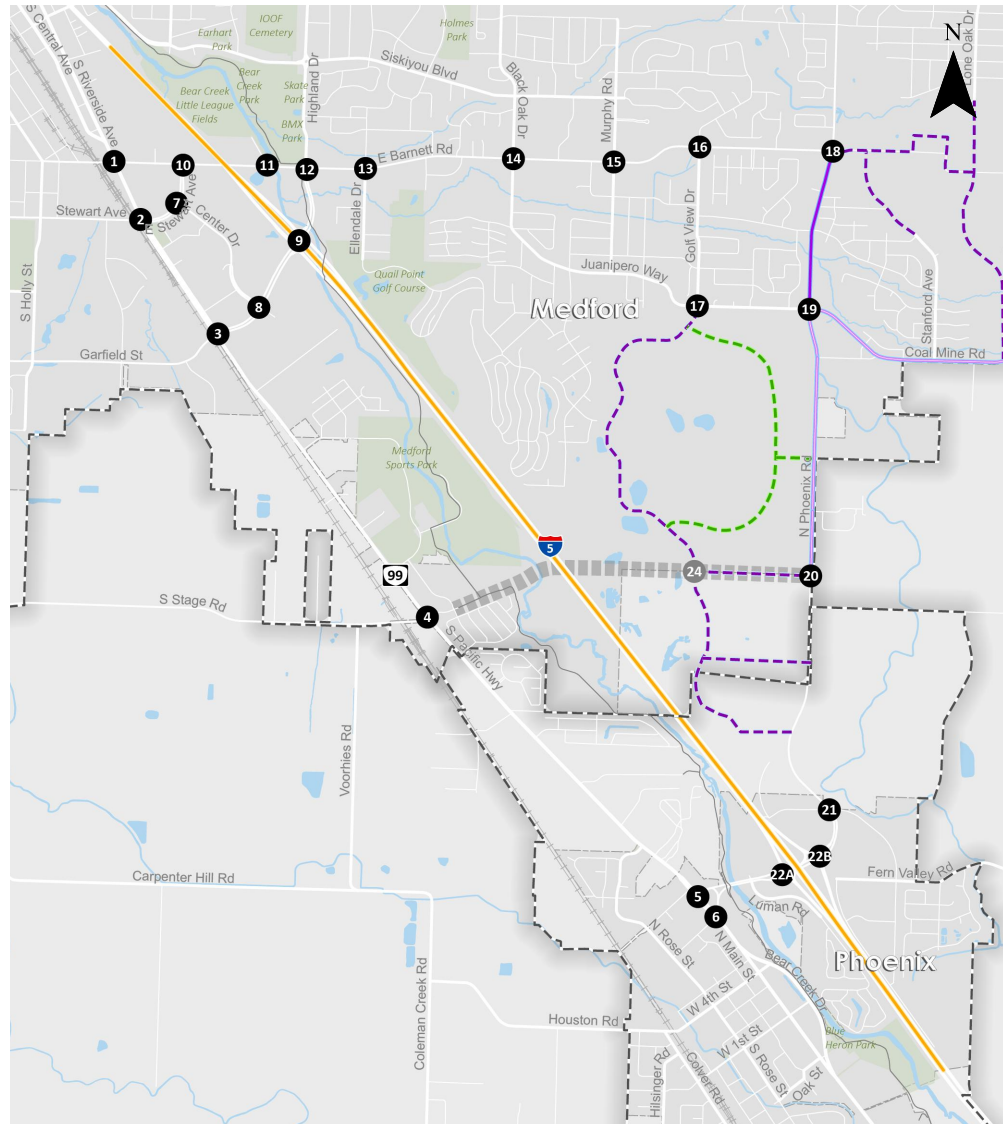 IOOF
Cemetery
Holmes
Park
Earhart
Park
N
Lone Oak Dr
S Central Ave
S Riverside Ave
Siskiyou Blvd
Bear
Creek
Park
Skate
Park
Highland Dr
Black Oak Dr
Murphy Rd
Bear Creek
Little League
Fields
BMX
Park
1
10
11
12
13
E Barnett Rd
14
15
16
18
Stewart Ave
2
7
E Stewart Ave
Center Dr
9
Ellendale Dr
Golf View Dr
S Holly St
Quail Point
Golf Course
Juanipero Way
Stanford Ave
8
Medford
17
19
3
Garfield St
Coal Mine Rd
Medford
Sports Park
N Phoenix Rd
5
24
20
99
S Stage Rd
4
S Pacific Hwy
Voorhies Rd
21
22B
22A
Fern Valley Rd
Carpenter Hill Rd
5
6
Luman Rd
N Rose St
N Main St
Phoenix
Bear Creek Dr
Coleman Creek Rd
W 4th St
Houston Rd
W 1st St
Blue
Heron Park
S Rose St
Oak St
Hilsinger Rd
Colver Rd